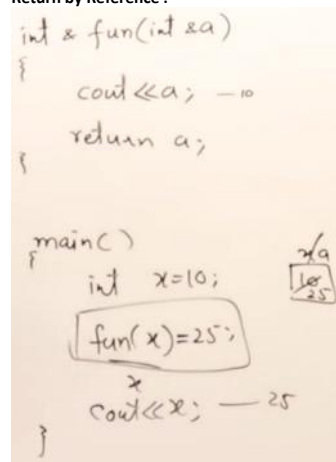 Return by Reference :
int & fun(int &a)
{
cout<<a; — 10
return a;
}
main()
{
int x=10;
x/a
10
25
fun(x)=25;
x
cout<<x; — 25
}